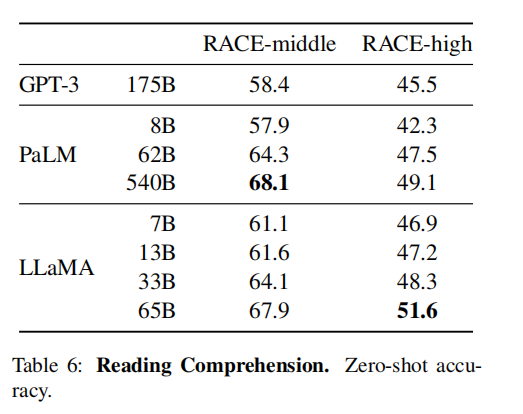 RACE-middle RACE-high
GPT-3 175B 58.4 45.5
8B 57.9 42.3
PaLM 62B 64.3 47.5
540B 68.1 49.1
7B 61.1 46.9
13B 61.6 47.2
LLaMA
33B 64.1 48.3
65B 67.9 51.6
Table 6: Reading Comprehension. Zero-shot accu-
racy.